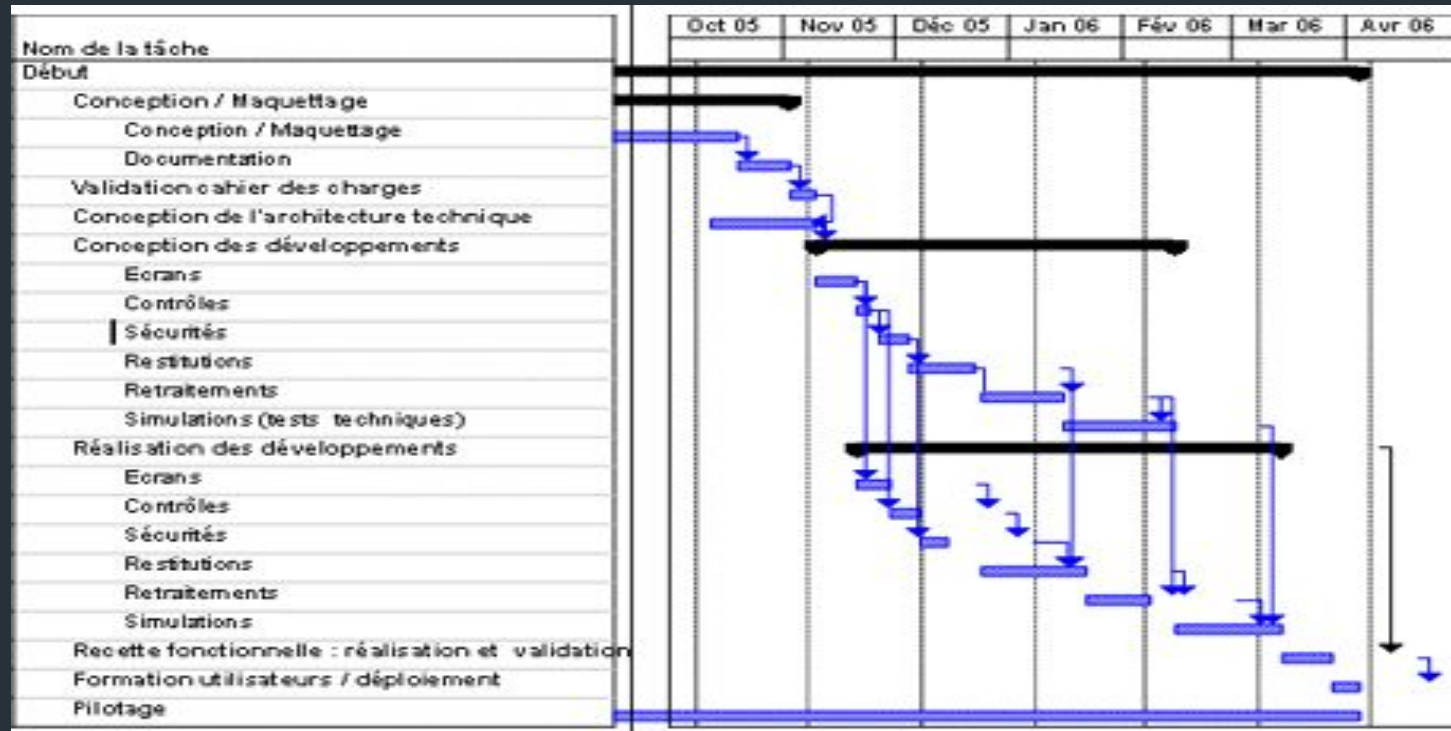 Oct 05 Nov 05 Déc 05 Jan 06 Fév 06 Mar 06 Avr 06
Nom de la tâche
Début
Conception / Maquettage
Conception / Maquettage
Documentation
Validation cahier des charges
Conception de l'architecture technique
Conception des développements
Ecrans
Contrôles
Sécurités
Restitutions
Retraitements
Simulations (tests techniques)
Réalisation des développements
Ecrans
Contrôles
Sécurités
Restitutions
Retraitements
Simulations
Recette fonctionnelle : réalisation et validation
Formation utilisateurs / déploiement
Pilotage